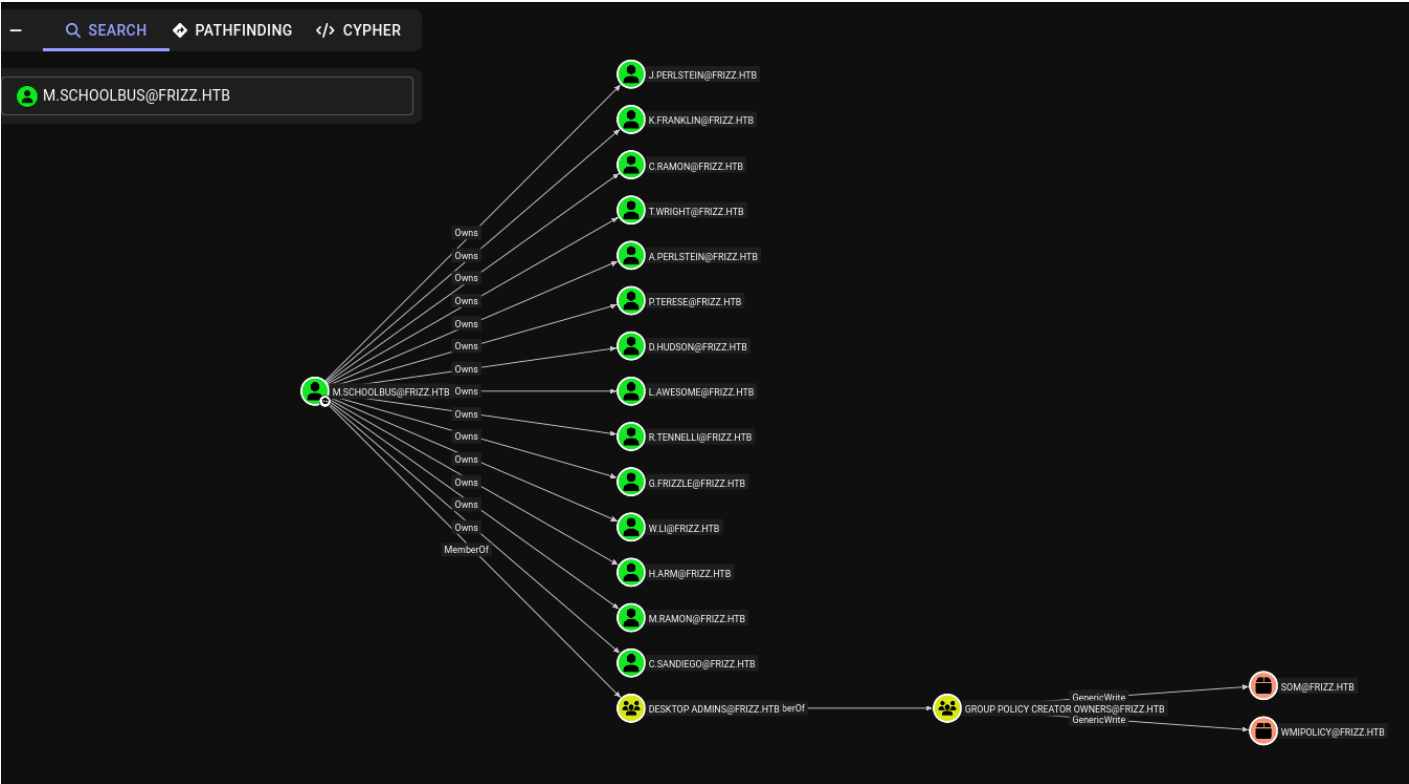 SEARCH PATHFINDING </> CYPHER
M.SCHOOLBUS@FRIZZ.HTB
J.PERLSTEIN@FRIZZ.HTB
K.FRANKLIN@FRIZZ.HTB
C.RAMON@FRIZZ.HTB
T.WRIGHT@FRIZZ.HTB
Owns
A.PERLSTEIN@FRIZZ.HTB
Owns
Owns
P.TERESE@FRIZZ.HTB
Owns
Owns
D.HUDSON@FRIZZ.HTB
Owns
Owns
M.SCHOOLBUS@FRIZZ.HTB Owns L.AWESOME@FRIZZ.HTB
Owns
R.TENNELLI@FRIZZ.HTB
Owns
Owns
G.FRIZZLE@FRIZZ.HTB
Owns
Owns
W.LI@FRIZZ.HTB
Owns
MemberOf
H.ARM@FRIZZ.HTB
M.RAMON@FRIZZ.HTB
C.SANDIEGO@FRIZZ.HTB
SOM@FRIZZ.HTB
GenericWrite
DESKTOP ADMINS@FRIZZ.HTB berOf GROUP POLICY CREATOR OWNERS@FRIZZ.HTB
GenericWrite
WMIPOLICY@FRIZZ.HTB